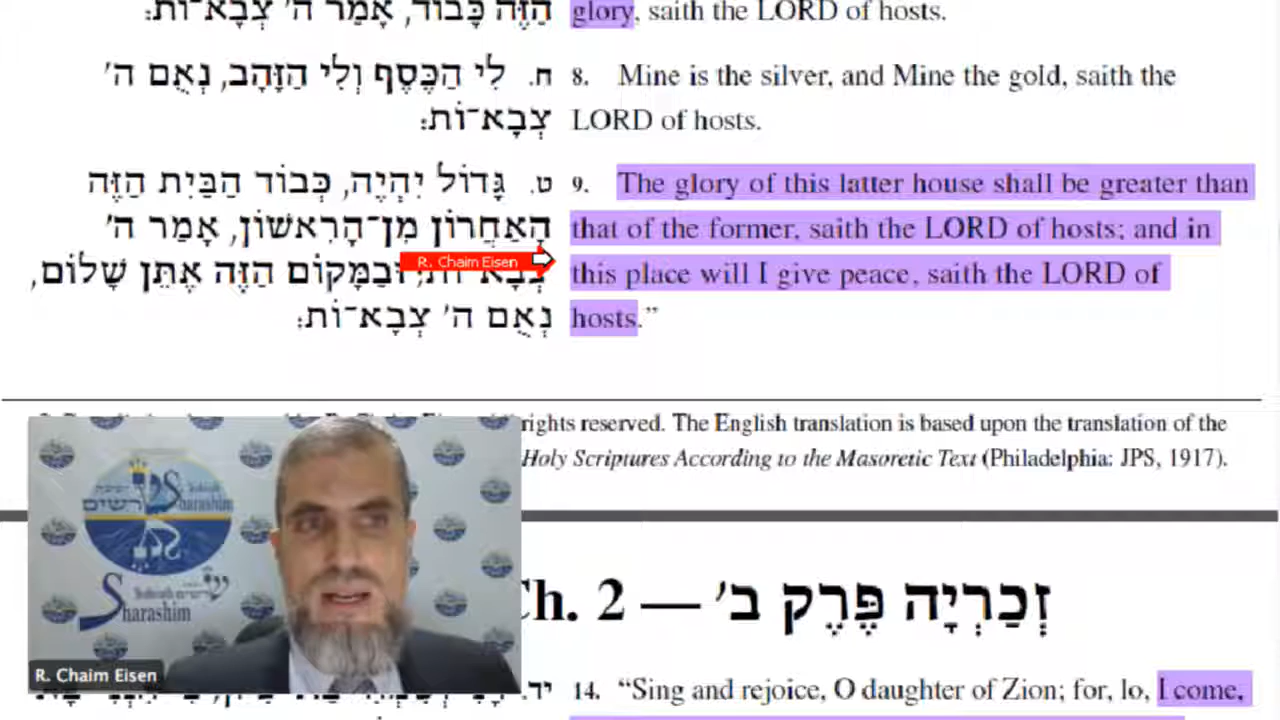 הַזֶּה כָּבוֹד, אָמַר ה׳ צְבָא־וֹת:
glory, saith the LORD of hosts.
ח. לִי הַכֶּסֶף וְלִי הַזָּהָב, נְאֻם ה׳
צְבָא־וֹת:
8. Mine is the silver, and Mine the gold, saith the
LORD of hosts.
ט. גָּדוֹל יִהְיֶה, כְּבוֹד הַבַּיִת הַזֶּה
הָאַחֲרוֹן מִן־הָרִאשׁוֹן, אָמַר ה׳
צְבָא־וֹת; וּבַמָּקוֹם הַזֶּה אֶתֵּן שָׁלוֹם,
נְאֻם ה׳ צְבָא־וֹת:
9. The glory of this latter house shall be greater than
that of the former, saith the LORD of hosts; and in
this place will I give peace, saith the LORD of
hosts.”
R. Chaim Eisen
rights reserved. The English translation is based upon the translation of the
Holy Scriptures According to the Masoretic Text (Philadelphia: JPS, 1917).
Ch. 2 — זְכַרְיָה פֶּרֶק ב׳
14. “Sing and rejoice, O daughter of Zion; for, lo, I come,
שרשים
Sharashim
Sharashim
R. Chaim Eisen